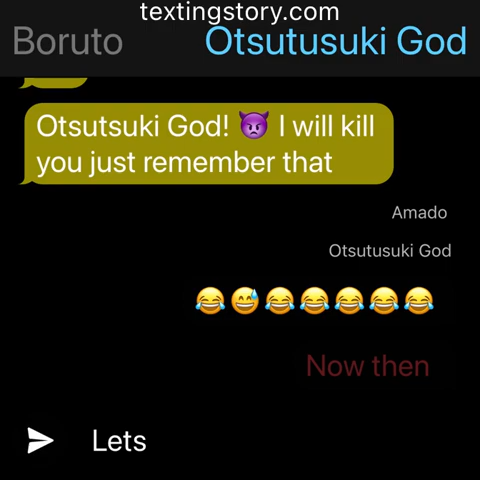 textingstory.com
Boruto Otsutusuki God
Otsutsuki God! 👿 I will kill
you just remember that
Amado
Otsutusuki God
😂😅😂😂😂😂😂
Now then
Lets